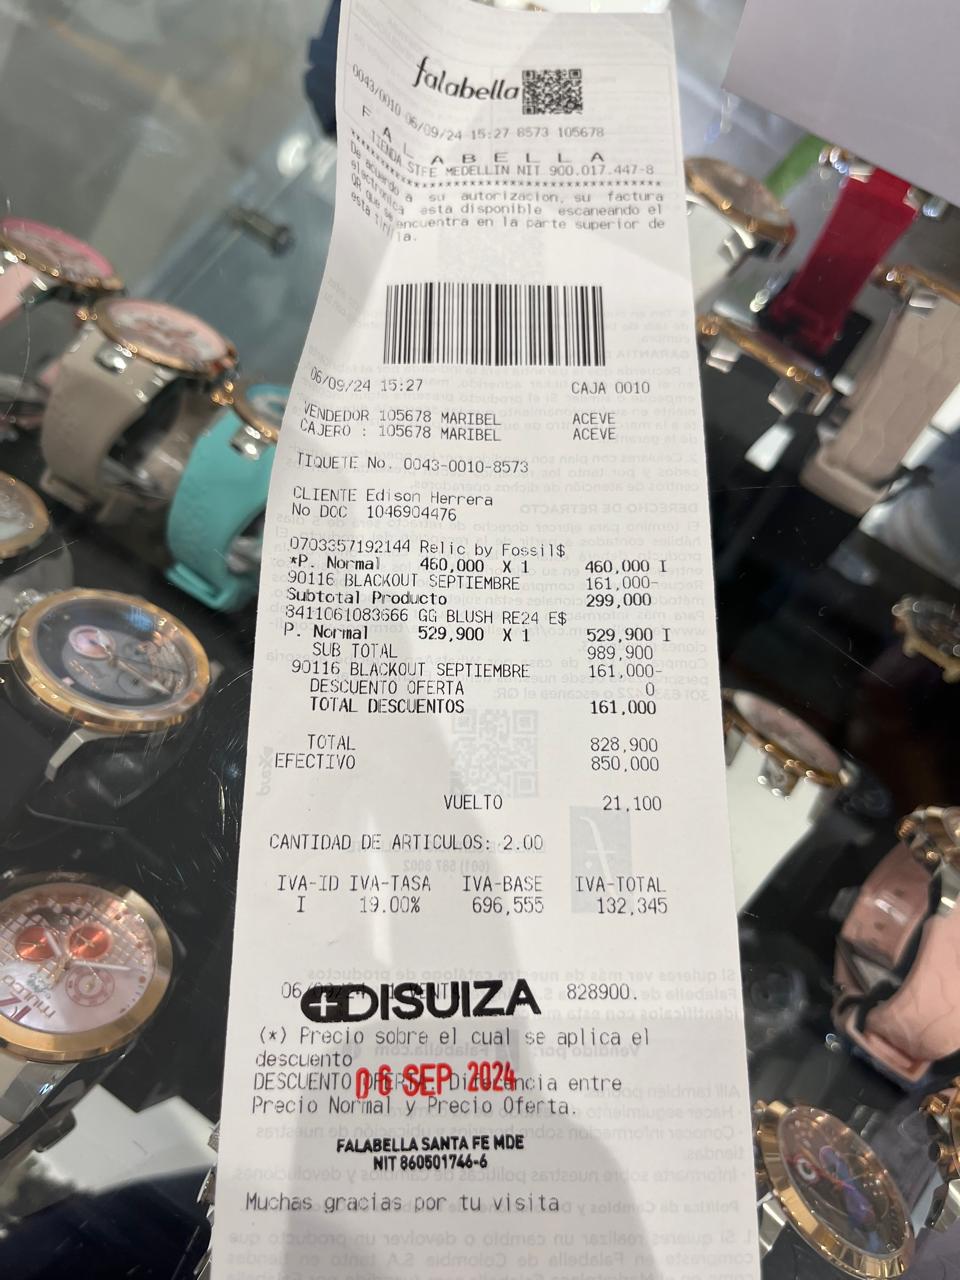 falabella
0043/0010 06/09/24 15:27 8573 105678
F A L A B E L L A
TIENDA STFE MEDELLIN NIT 900.017.447-8
************************************
De acuerdo a su autorizacion, su factura
electronica esta disponible escaneando el
QR que se encuentra en la parte superior de
esta tirilla.
06/09/24 15:27 CAJA 0010
VENDEDOR 105678 MARIBEL ACEVE
CAJERO : 105678 MARIBEL ACEVE
TIQUETE No. 0043-0010-8573
CLIENTE Edison Herrera
No DOC 1046904476
0703357192144 Relic by Fossil$
*P. Normal 460,000 X 1 460,000 I
90116 BLACKOUT SEPTIEMBRE 161,000-
Subtotal Producto 299,000
3411061083666 GG BLUSH RE24 E$
P. Normal 529,900 X 1 529,900 I
SUB TOTAL 989,900
90116 BLACKOUT SEPTIEMBRE 161,000-
DESCUENTO OFERTA 0
TOTAL DESCUENTOS 161,000
TOTAL 828,900
EFECTIVO 850,000
VUELTO 21,100
CANTIDAD DE ARTICULOS: 2.00
IVA-ID IVA-TASA IVA-BASE IVA-TOTAL
I 19.00% 696,555 132,345
06/09/24 828900.
DISUIZA
(*) Precio sobre el cual se aplica el
descuento
DESCUENTO OFERTA: Diferencia entre
06 SEP 2024
Precio Normal y Precio Oferta.
FALABELLA SANTA FE MDE
NIT 860501746-6
Muchas gracias por tu visita
mulco